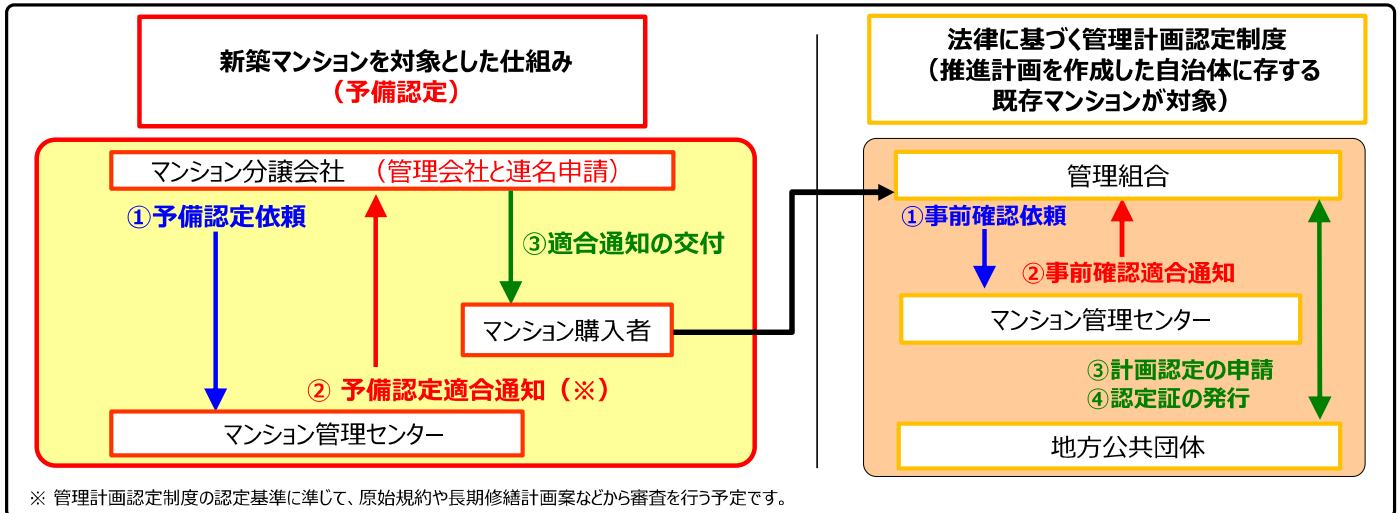 新築マンションを対象とした仕組み
（予備認定）
マンション分譲会社　（管理会社と連名申請）
①予備認定依頼
③適合通知の交付
マンション購入者
② 予備認定適合通知（※）
マンション管理センター
法律に基づく管理計画認定制度
（推進計画を作成した自治体に存する
既存マンションが対象）
管理組合
①事前確認依頼
②事前確認適合通知
マンション管理センター
③計画認定の申請
④認定証の発行
地方公共団体
※ 管理計画認定制度の認定基準に準じて、原始規約や長期修繕計画案などから審査を行う予定です。